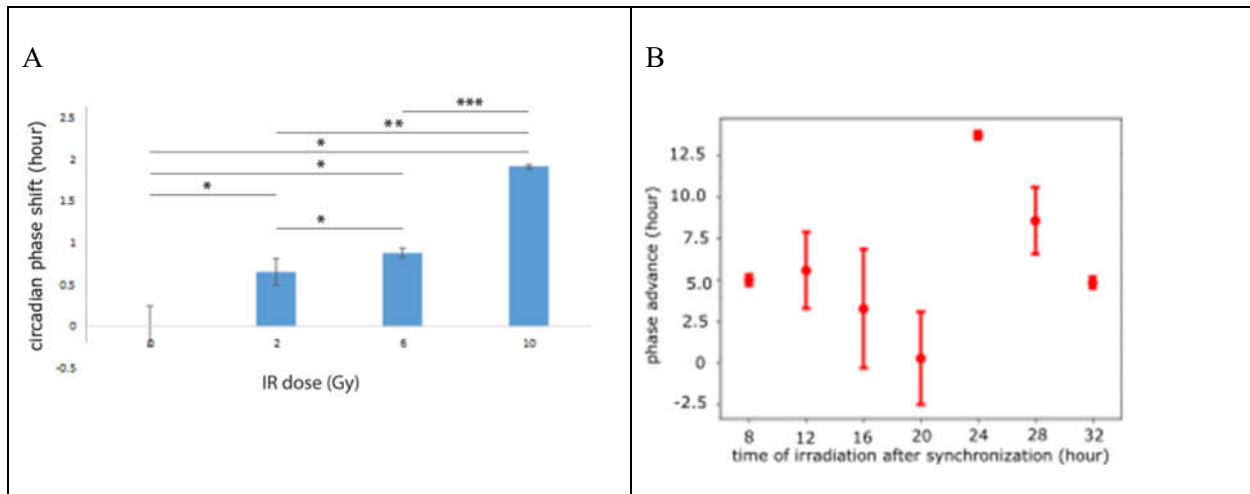 A
circadian phase shift (hour)
2.5
2
1.5
1
0.5
0
-0.5
***
**
*
*
*
*
0 2 6 10
IR dose (Gy)
B
phase advance (hour)
12.5
10.0
7.5
5.0
2.5
0
-2.5
8 12 16 20 24 28 32
time of irradiation after synchronization (hour)